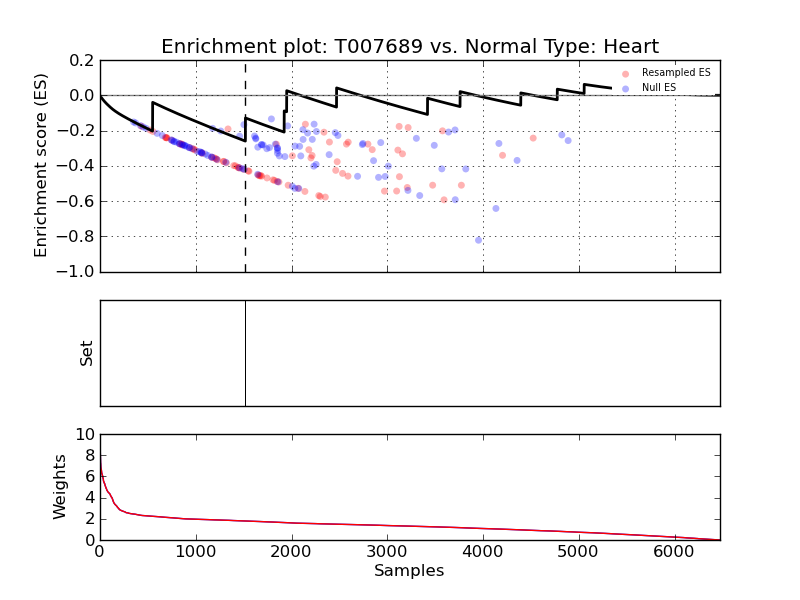 Enrichment plot: T007689 vs. Normal Type: Heart
Enrichment score (ES)
0.2
0.0
−0.2
−0.4
−0.6
−0.8
−1.0
Resampled ES
Null ES
Set
Weights
10
8
6
4
2
0
0 1000 2000 3000 4000 5000 6000
Samples